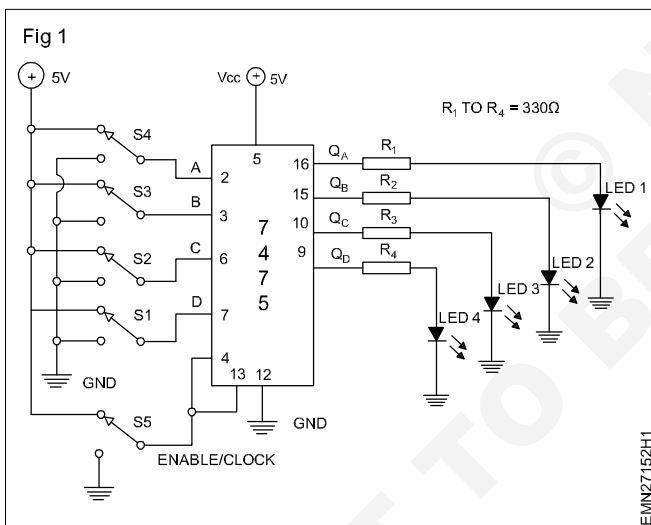 Fig 1
5V
Vcc 5V
R1 TO R4 = 330Ω
S4
A
2
5
16
QA
R1
LED 1
S3
B
3
15
QB
R2
LED 2
S2
C
6
7
4
7
5
10
QC
R3
LED 3
9
QD
R4
LED 4
S1
D
7
4
13
12
GND
GND
S5
ENABLE/CLOCK
EMN27152H1
© N
T TO BE